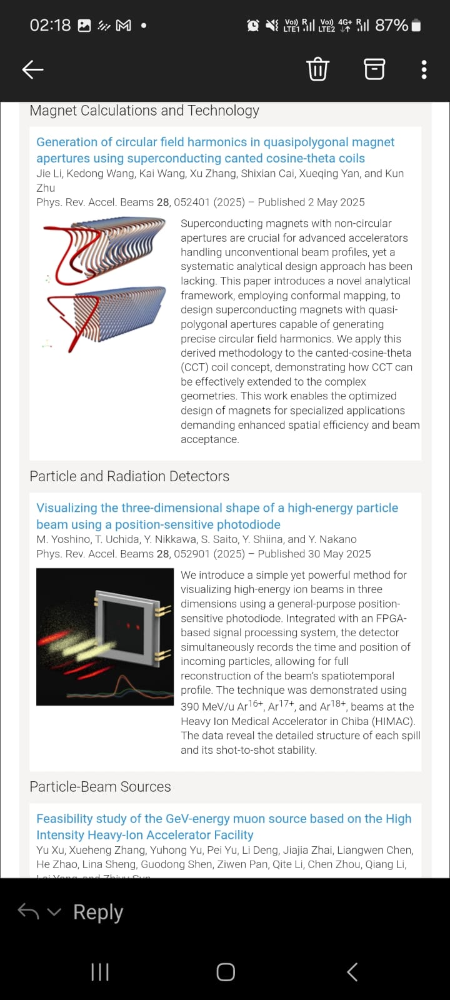 02:18
Vo)) R
LTE1
Vo)) 4G+ R
LTE2
87%
Magnet Calculations and Technology
Generation of circular field harmonics in quasipolygonal magnet
apertures using superconducting canted cosine-theta coils
Jie Li, Kedong Wang, Kai Wang, Xu Zhang, Shixian Cai, Xueqing Yan, and Kun
Zhu
Phys. Rev. Accel. Beams 28, 052401 (2025) – Published 2 May 2025
Superconducting magnets with non-circular
apertures are crucial for advanced accelerators
handling unconventional beam profiles, yet a
systematic analytical design approach has been
lacking. This paper introduces a novel analytical
framework, employing conformal mapping, to
design superconducting magnets with quasi-
polygonal apertures capable of generating
precise circular field harmonics. We apply this
derived methodology to the canted-cosine-theta
(CCT) coil concept, demonstrating how CCT can
be effectively extended to the complex
geometries. This work enables the optimized
design of magnets for specialized applications
demanding enhanced spatial efficiency and beam
acceptance.
Particle and Radiation Detectors
Visualizing the three-dimensional shape of a high-energy particle
beam using a position-sensitive photodiode
M. Yoshino, T. Uchida, Y. Nikkawa, S. Saito, Y. Shiina, and Y. Nakano
Phys. Rev. Accel. Beams 28, 052901 (2025) – Published 30 May 2025
We introduce a simple yet powerful method for
visualizing high-energy ion beams in three
dimensions using a general-purpose position-
sensitive photodiode. Integrated with an FPGA-
based signal processing system, the detector
simultaneously records the time and position of
incoming particles, allowing for full
reconstruction of the beam's spatiotemporal
profile. The technique was demonstrated using
390 MeV/u Ar16+, Ar17+, and Ar18+, beams at the
Heavy Ion Medical Accelerator in Chiba (HIMAC).
The data reveal the detailed structure of each spill
and its shot-to-shot stability.
Particle-Beam Sources
Feasibility study of the GeV-energy muon source based on the High
Intensity Heavy-Ion Accelerator Facility
Yu Xu, Xueheng Zhang, Yuhong Yu, Pei Yu, Li Deng, Jiajia Zhai, Liangwen Chen,
He Zhao, Lina Sheng, Guodong Shen, Ziwen Pan, Qite Li, Chen Zhou, Qiang Li,
Reply